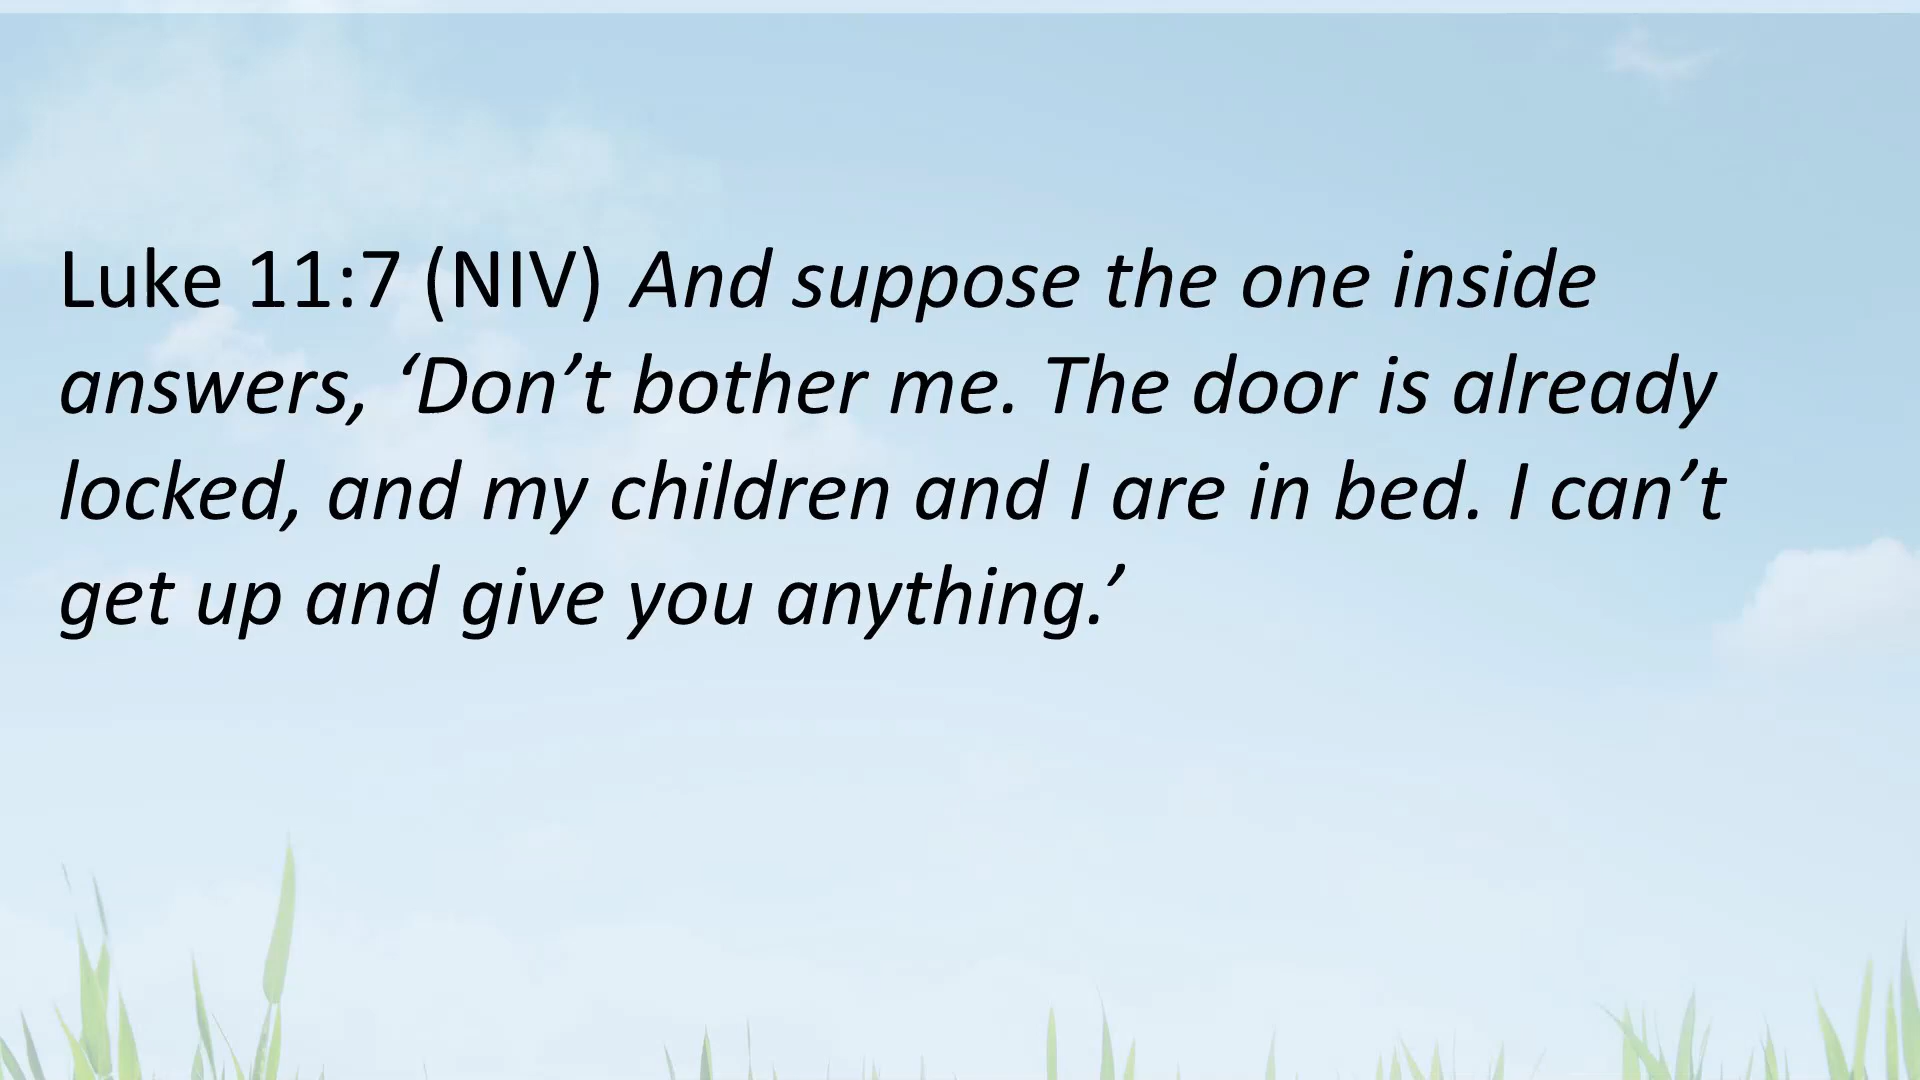 Luke 11:7 (NIV) And suppose the one inside
answers, ‘Don’t bother me. The door is already
locked, and my children and I are in bed. I can’t
get up and give you anything.’